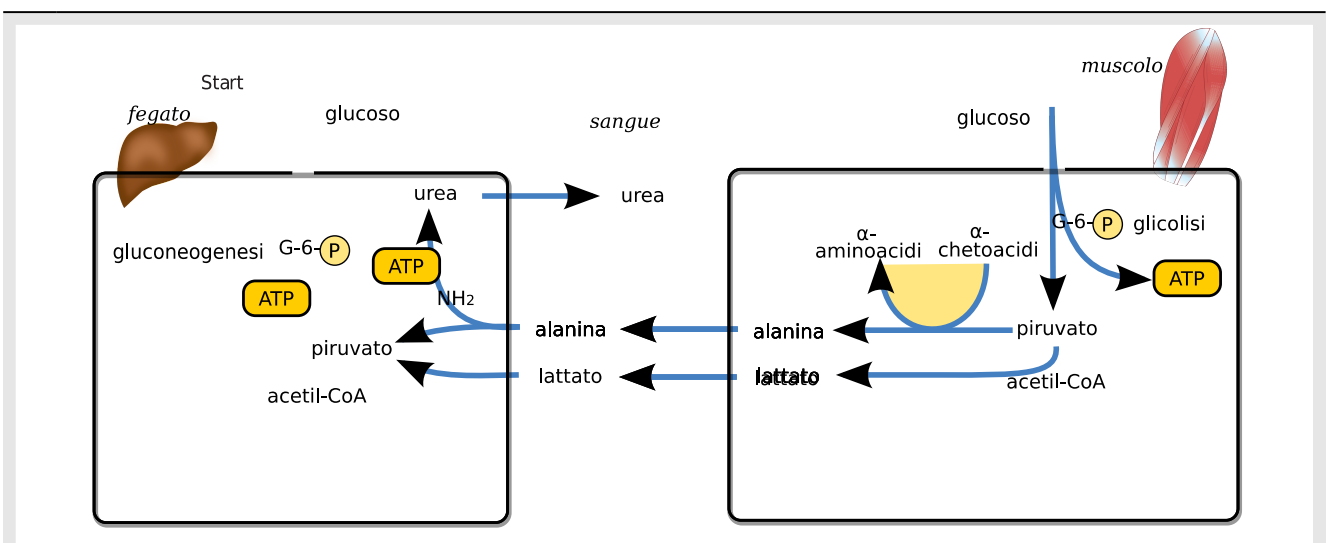 Start
fegato
glucoso
sangue
muscolo
glucoso
urea
urea
gluconeogenesi
G-6-P
ATP
ATP
NH2
piruvato
acetil-CoA
alanina
lattato
α-
aminoacidi
α-
chetoacidi
G-6-P
glicolisi
ATP
alanina
piruvato
lattato
lattato
acetil-CoA